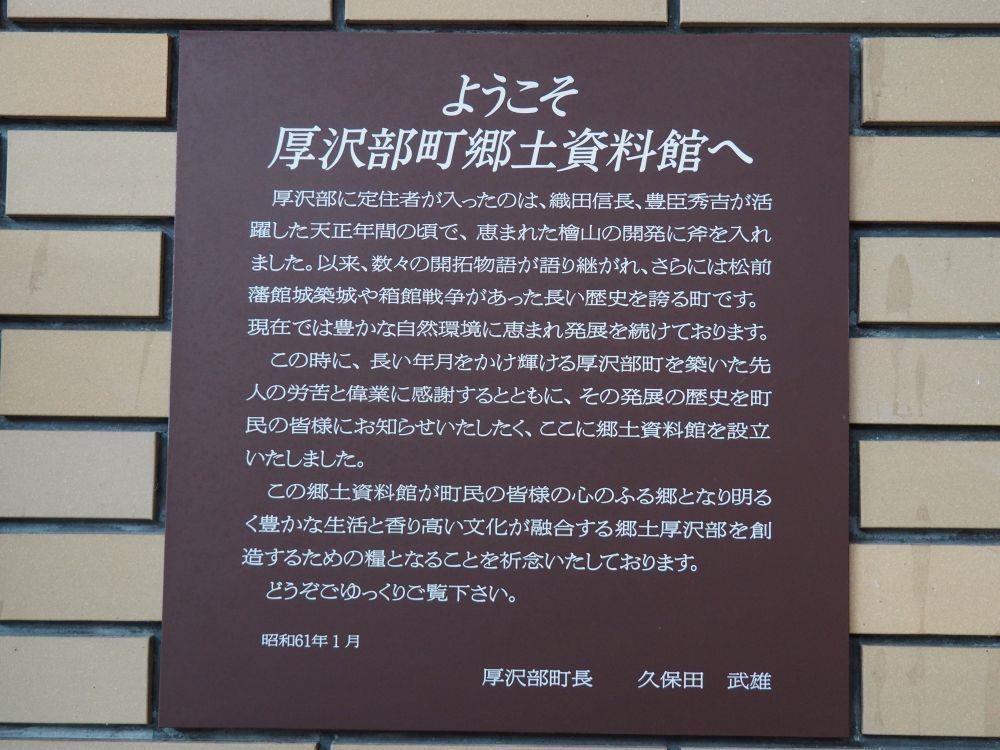 ようこそ
厚沢部町郷土資料館へ
厚沢部に定住者が入ったのは、織田信長、豊臣秀吉が活
躍した天正年間の頃で、恵まれた檜山の開発に斧を入れ
ました。以来、数々の開拓物語が語り継がれ、さらには松前
藩館城築城や箱館戦争があった長い歴史を誇る町です。
現在では豊かな自然環境に恵まれ発展を続けております。
この時に、長い年月をかけ輝ける厚沢部町を築いた先
人の労苦と偉業に感謝するとともに、その発展の歴史を町
民の皆様にお知らせいたしたく、ここに郷土資料館を設立
いたしました。
この郷土資料館が町民の皆様の心のふる郷となり明る
く豊かな生活と香り高い文化が融合する郷土厚沢部を創
造するための糧となることを祈念いたしております。
どうぞごゆっくりご覧下さい。
昭和61年1月
厚沢部町長　久保田　武雄